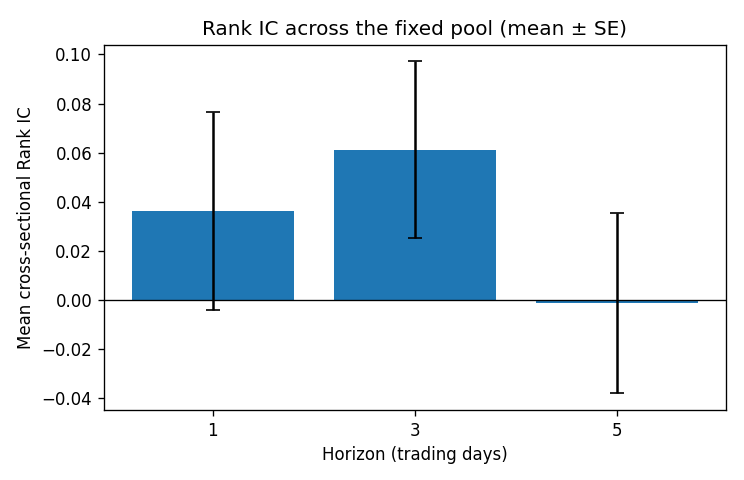 Rank IC across the fixed pool (mean ± SE)
Mean cross-sectional Rank IC
0.10
0.08
0.06
0.04
0.02
0.00
−0.02
−0.04
1 3 5
Horizon (trading days)